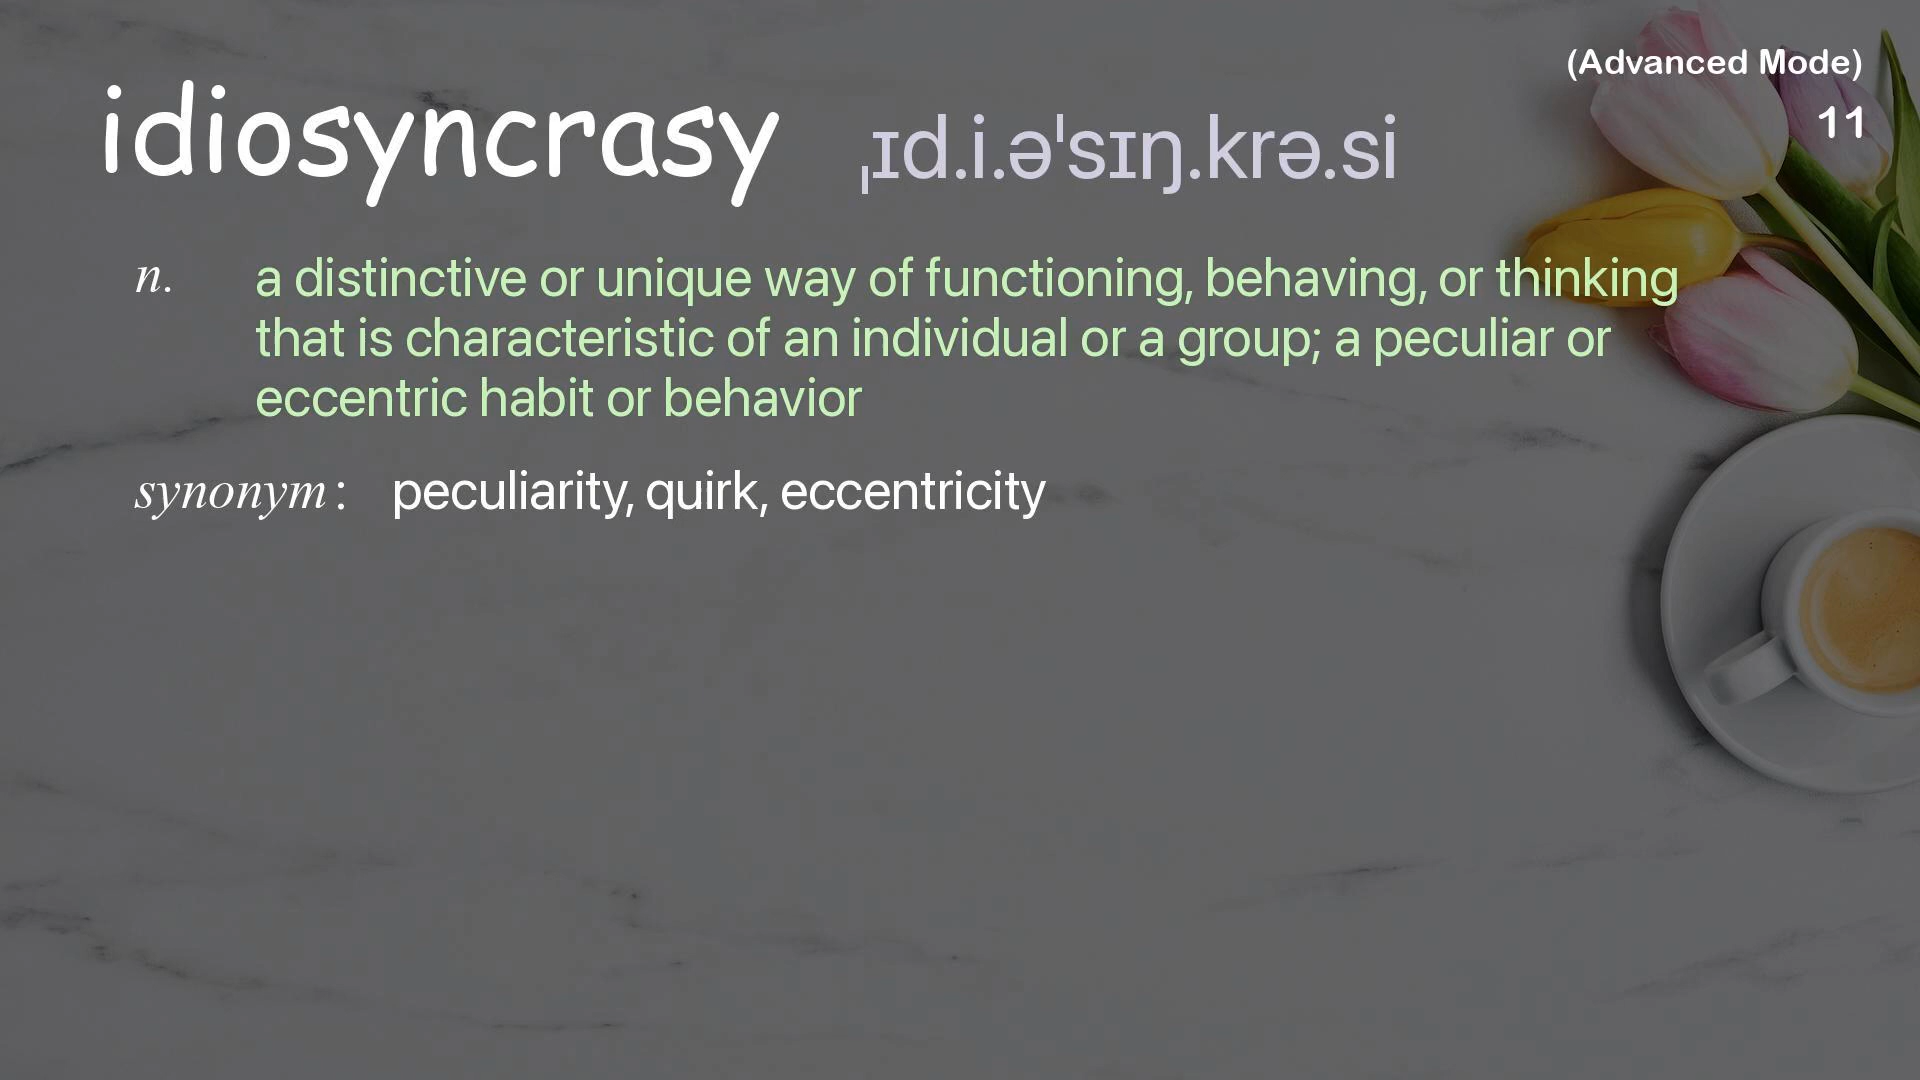 (Advanced Mode)
11
idiosyncrasy ˌɪd.i.əˈsɪŋ.krə.si
n. a distinctive or unique way of functioning, behaving, or thinking
that is characteristic of an individual or a group; a peculiar or
eccentric habit or behavior
synonym: peculiarity, quirk, eccentricity